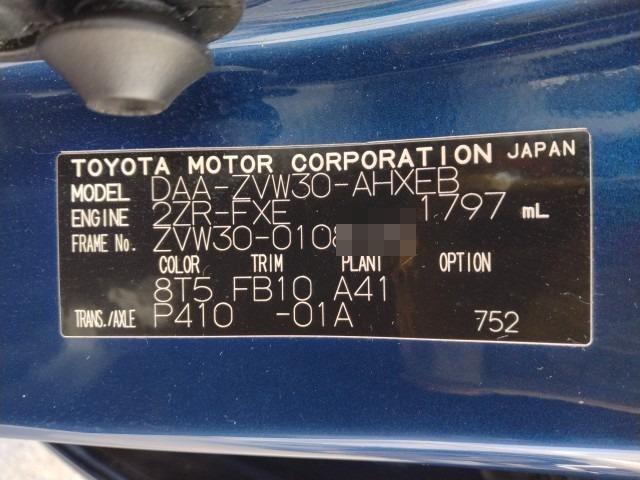 TOYOTA MOTOR CORPORATION JAPAN
MODEL DAA-ZVW30-AHXEB
ENGINE 2ZR-FXE 1797 mL
FRAME No. ZVW30-0108
COLOR TRIM PLANT OPTION
8T5 FB10 A41
TRANS./AXLE P410 -01A 752